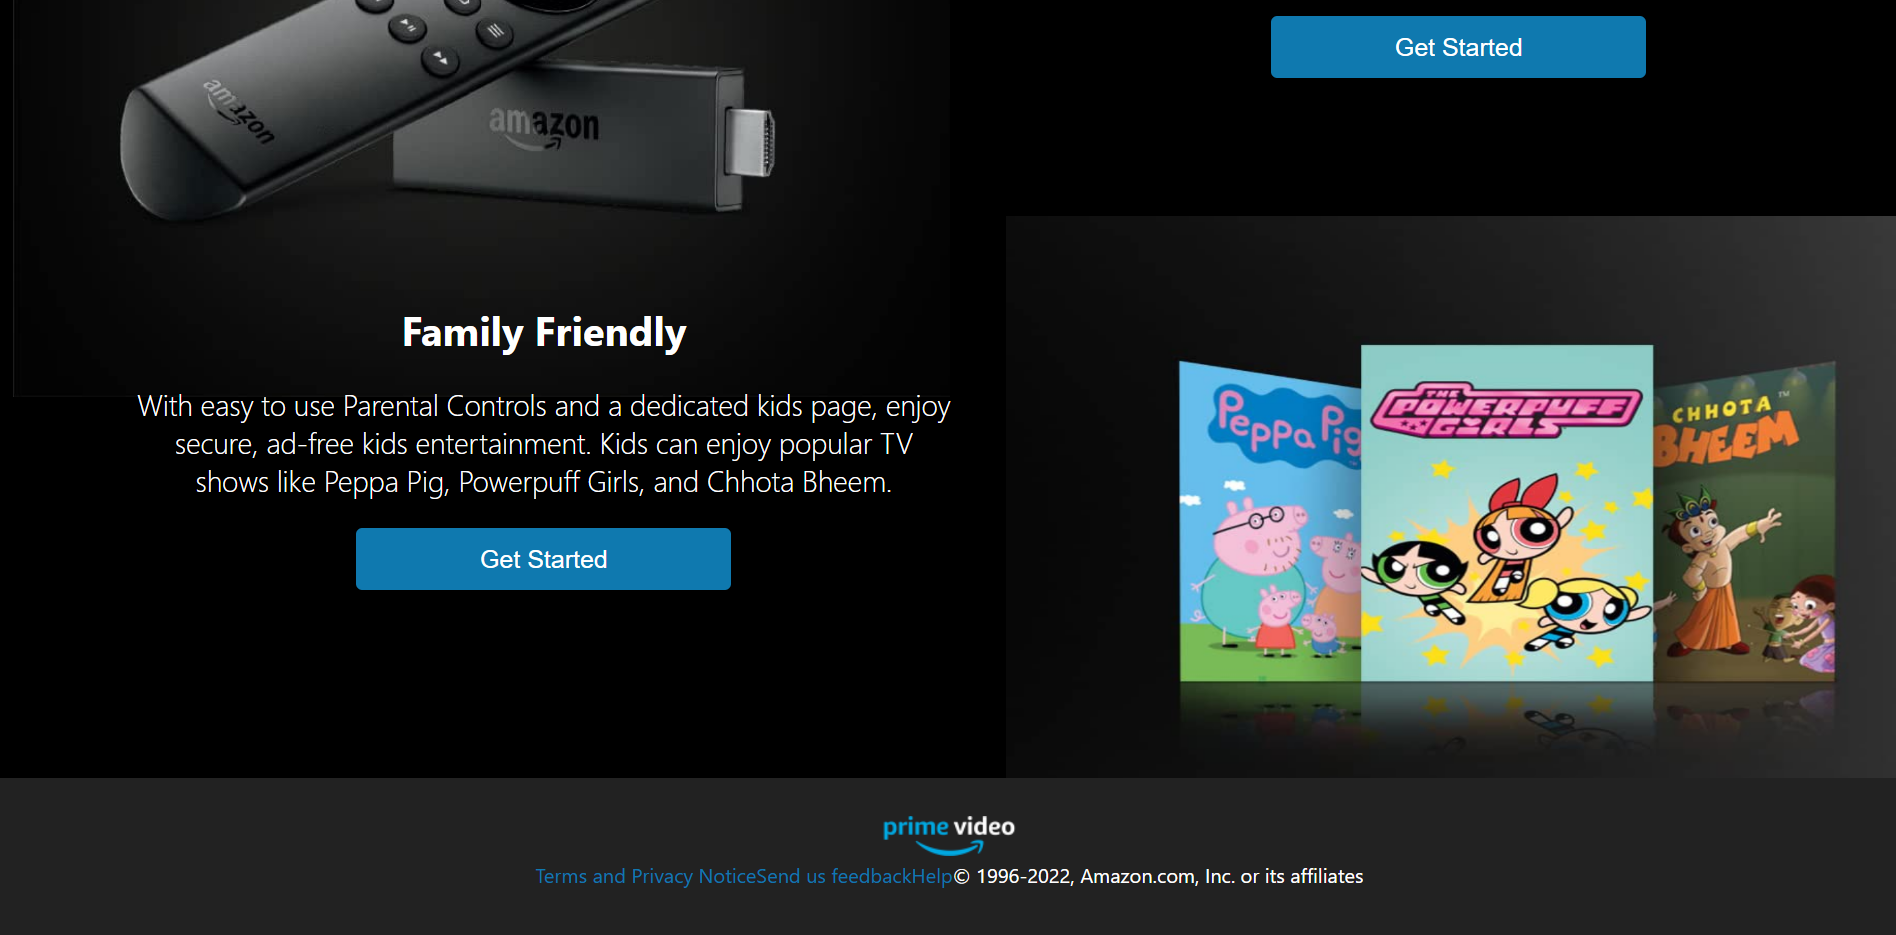 Get Started
amazon
amazon
Family Friendly
With easy to use Parental Controls and a dedicated kids page, enjoy
secure, ad-free kids entertainment. Kids can enjoy popular TV
shows like Peppa Pig, Powerpuff Girls, and Chhota Bheem.
Get Started
Peppa Pig
THE
POWERPUFF
GIRLS
CHHOTA™
BHEEM
prime video
Terms and Privacy NoticeSend us feedbackHelp© 1996-2022, Amazon.com, Inc. or its affiliates